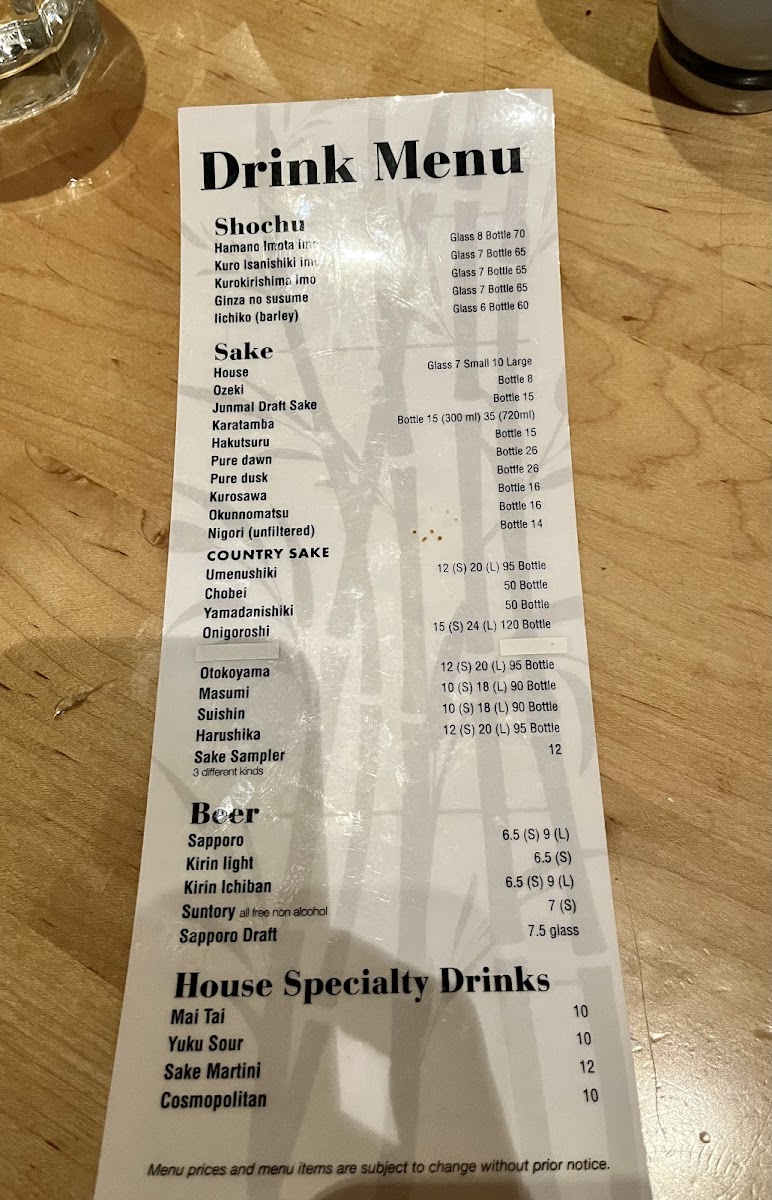 Drink Menu
Shochu
Hamano Imota imo Glass 8 Bottle 70
Kuro Isanishiki imo Glass 7 Bottle 65
Kurokirishima imo Glass 7 Bottle 65
Ginza no susume Glass 7 Bottle 65
Iichiko (barley) Glass 6 Bottle 60
Sake
House Glass 7 Small 10 Large
Ozeki Bottle 8
Junmai Draft Sake Bottle 15
Karatamba Bottle 15 (300 ml) 35 (720ml)
Hakutsuru Bottle 15
Pure dawn Bottle 26
Pure dusk Bottle 26
Kurosawa Bottle 16
Okunnomatsu Bottle 16
Nigori (unfiltered) Bottle 14
COUNTRY SAKE
Umenushiki 12 (S) 20 (L) 95 Bottle
Chobei 50 Bottle
Yamadanishiki 50 Bottle
Onigoroshi 15 (S) 24 (L) 120 Bottle
Otokoyama 12 (S) 20 (L) 95 Bottle
Masumi 10 (S) 18 (L) 90 Bottle
Suishin 10 (S) 18 (L) 90 Bottle
Harushika 12 (S) 20 (L) 95 Bottle
Sake Sampler 12
3 different kinds
Beer
Sapporo 6.5 (S) 9 (L)
Kirin light 6.5 (S)
Kirin Ichiban 6.5 (S) 9 (L)
Suntory all free non alcohol 7 (S)
Sapporo Draft 7.5 glass
House Specialty Drinks
Mai Tai 10
Yuku Sour 10
Sake Martini 12
Cosmopolitan 10
Menu prices and menu items are subject to change without prior notice.